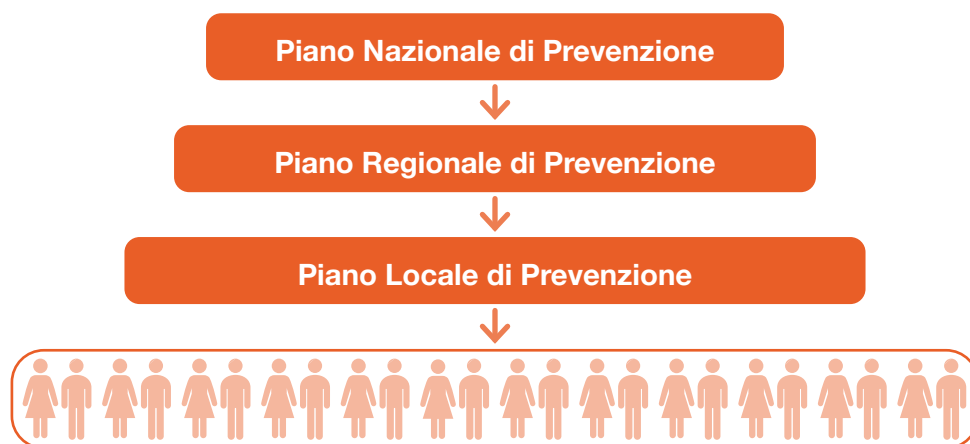 Piano Nazionale di Prevenzione
Piano Regionale di Prevenzione
Piano Locale di Prevenzione